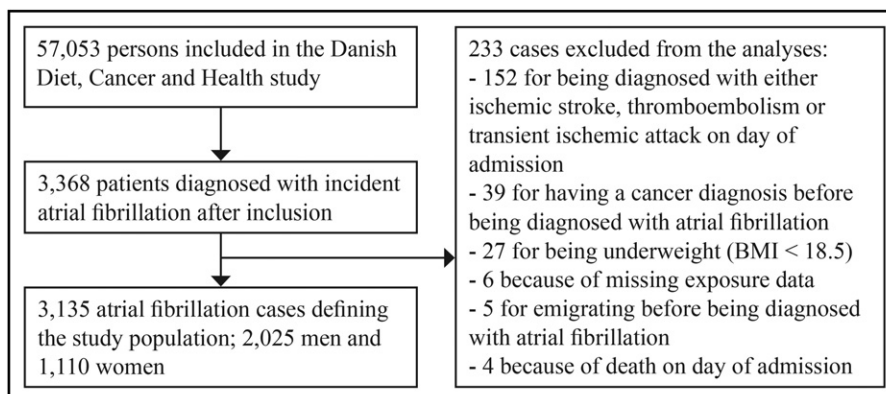 57,053 persons included in the Danish
Diet, Cancer and Health study
3,368 patients diagnosed with incident
atrial fibrillation after inclusion
3,135 atrial fibrillation cases defining
the study population; 2,025 men and
1,110 women
233 cases excluded from the analyses:
- 152 for being diagnosed with either
ischemic stroke, thromboembolism or
transient ischemic attack on day of
admission
- 39 for having a cancer diagnosis before
being diagnosed with atrial fibrillation
- 27 for being underweight (BMI < 18.5)
- 6 because of missing exposure data
- 5 for emigrating before being diagnosed
with atrial fibrillation
- 4 because of death on day of admission